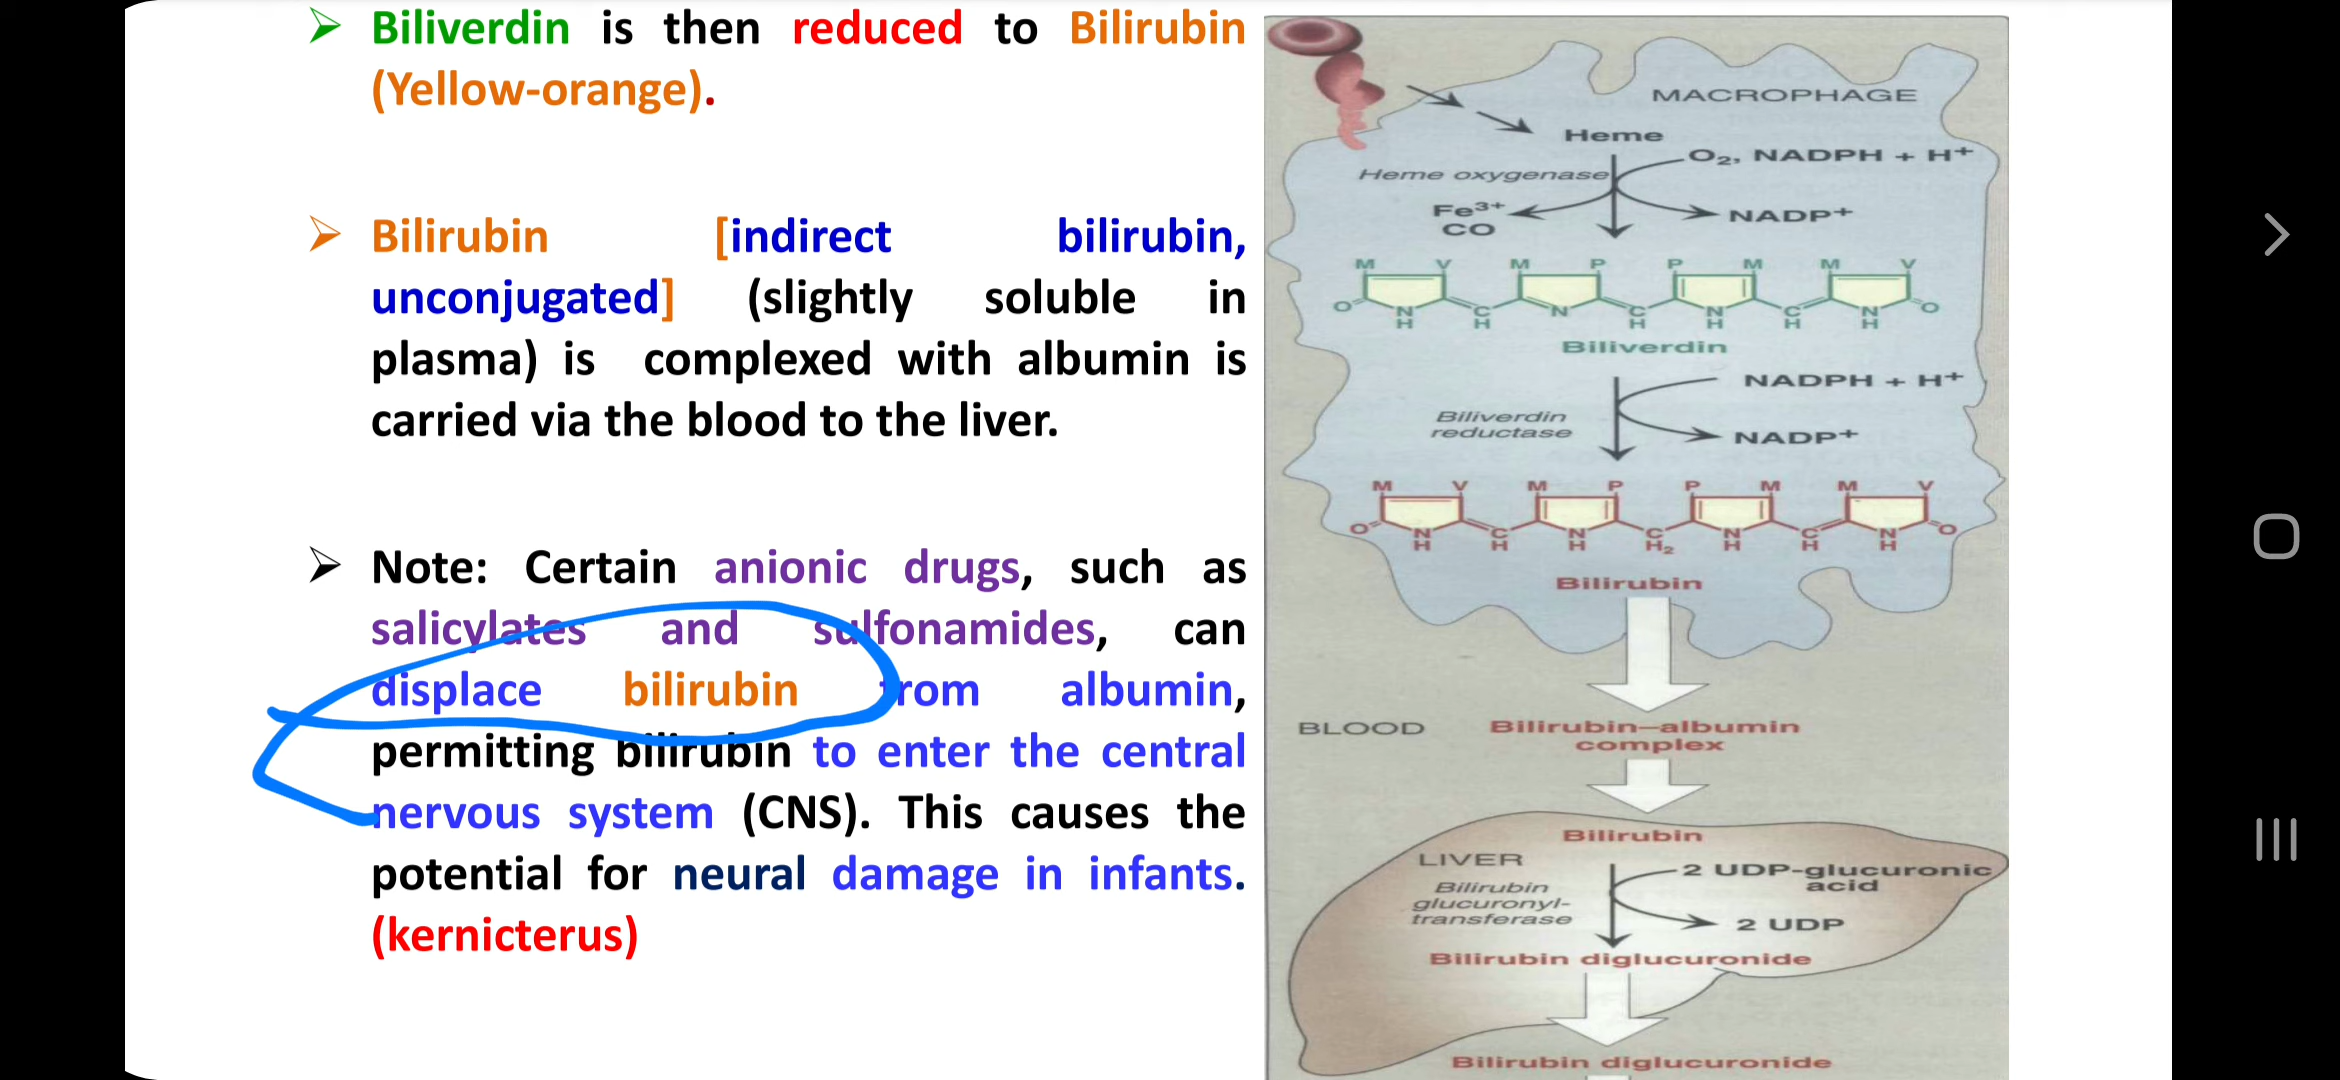 Biliverdin is then reduced to Bilirubin
(Yellow-orange).
Bilirubin [indirect bilirubin,
unconjugated] (slightly soluble in
plasma) is complexed with albumin is
carried via the blood to the liver.
Note: Certain anionic drugs, such as
salicylates and sulfonamides, can
displace bilirubin from albumin,
permitting bilirubin to enter the central
nervous system (CNS). This causes the
potential for neural damage in infants.
(kernicterus)
MACROPHAGE
Heme
O2, NADPH + H+
Heme oxygenase
Fe3+
CO
NADP+
M V M P P M M V
O N H C H N C H N H C H N H O
Biliverdin
NADPH + H+
Biliverdin
reductase
NADP+
M V M P P M M V
O N H C H N H C H2 N H C H N H O
Bilirubin
BLOOD
Bilirubin–albumin
complex
Bilirubin
LIVER
2 UDP-glucuronic
acid
Bilirubin
glucuronyl-
transferase
2 UDP
Bilirubin diglucuronide
Bilirubin diglucuronide